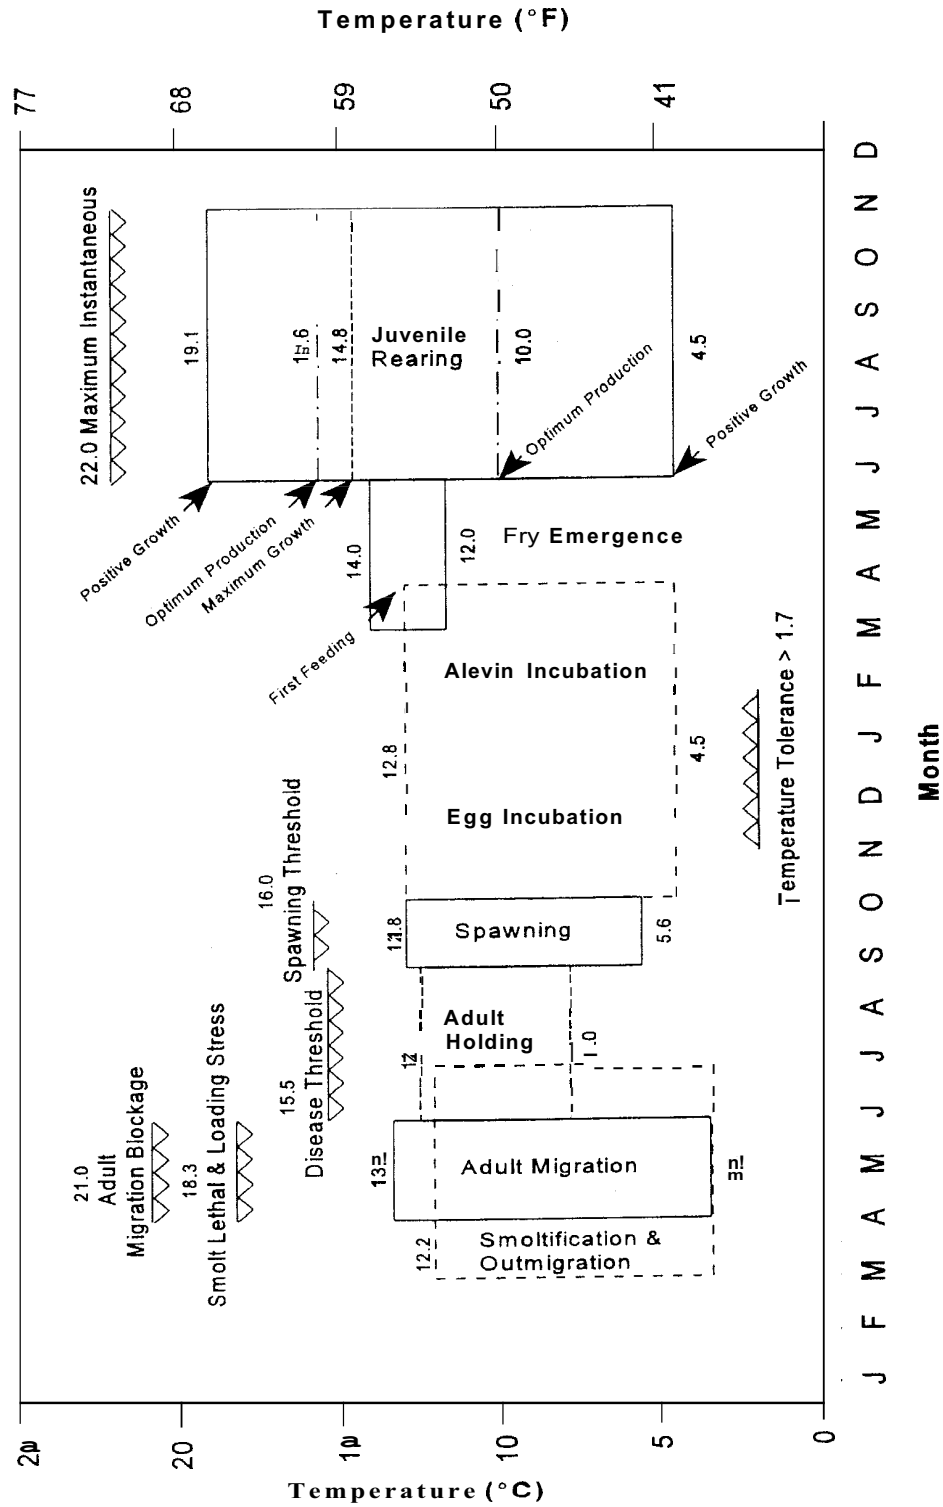 Temperature (°F)
77
68
59
50
41
22.0 Maximum Instantaneous
19.1
14.8
Juvenile
Rearing
10.0
4.5
Positive Growth
Optimum Production
Maximum Growth
Optimum Production
Positive Growth
First Feeding
14.0
12.0
Fry Emergence
Alevin Incubation
12.8
4.5
Egg Incubation
Temperature Tolerance > 1.7
16.0
Spawning Threshold
Spawning
5.6
15.5
Disease Threshold
Adult
Holding
21.0
Adult
Migration Blockage
18.3
Smolt Lethal & Loading Stress
Adult Migration
12.2
Smoltification &
Outmigration
J F M A M J J A S O N D J F M A M J J A S O N D
Month
20
10
5
0
Temperature (°C)